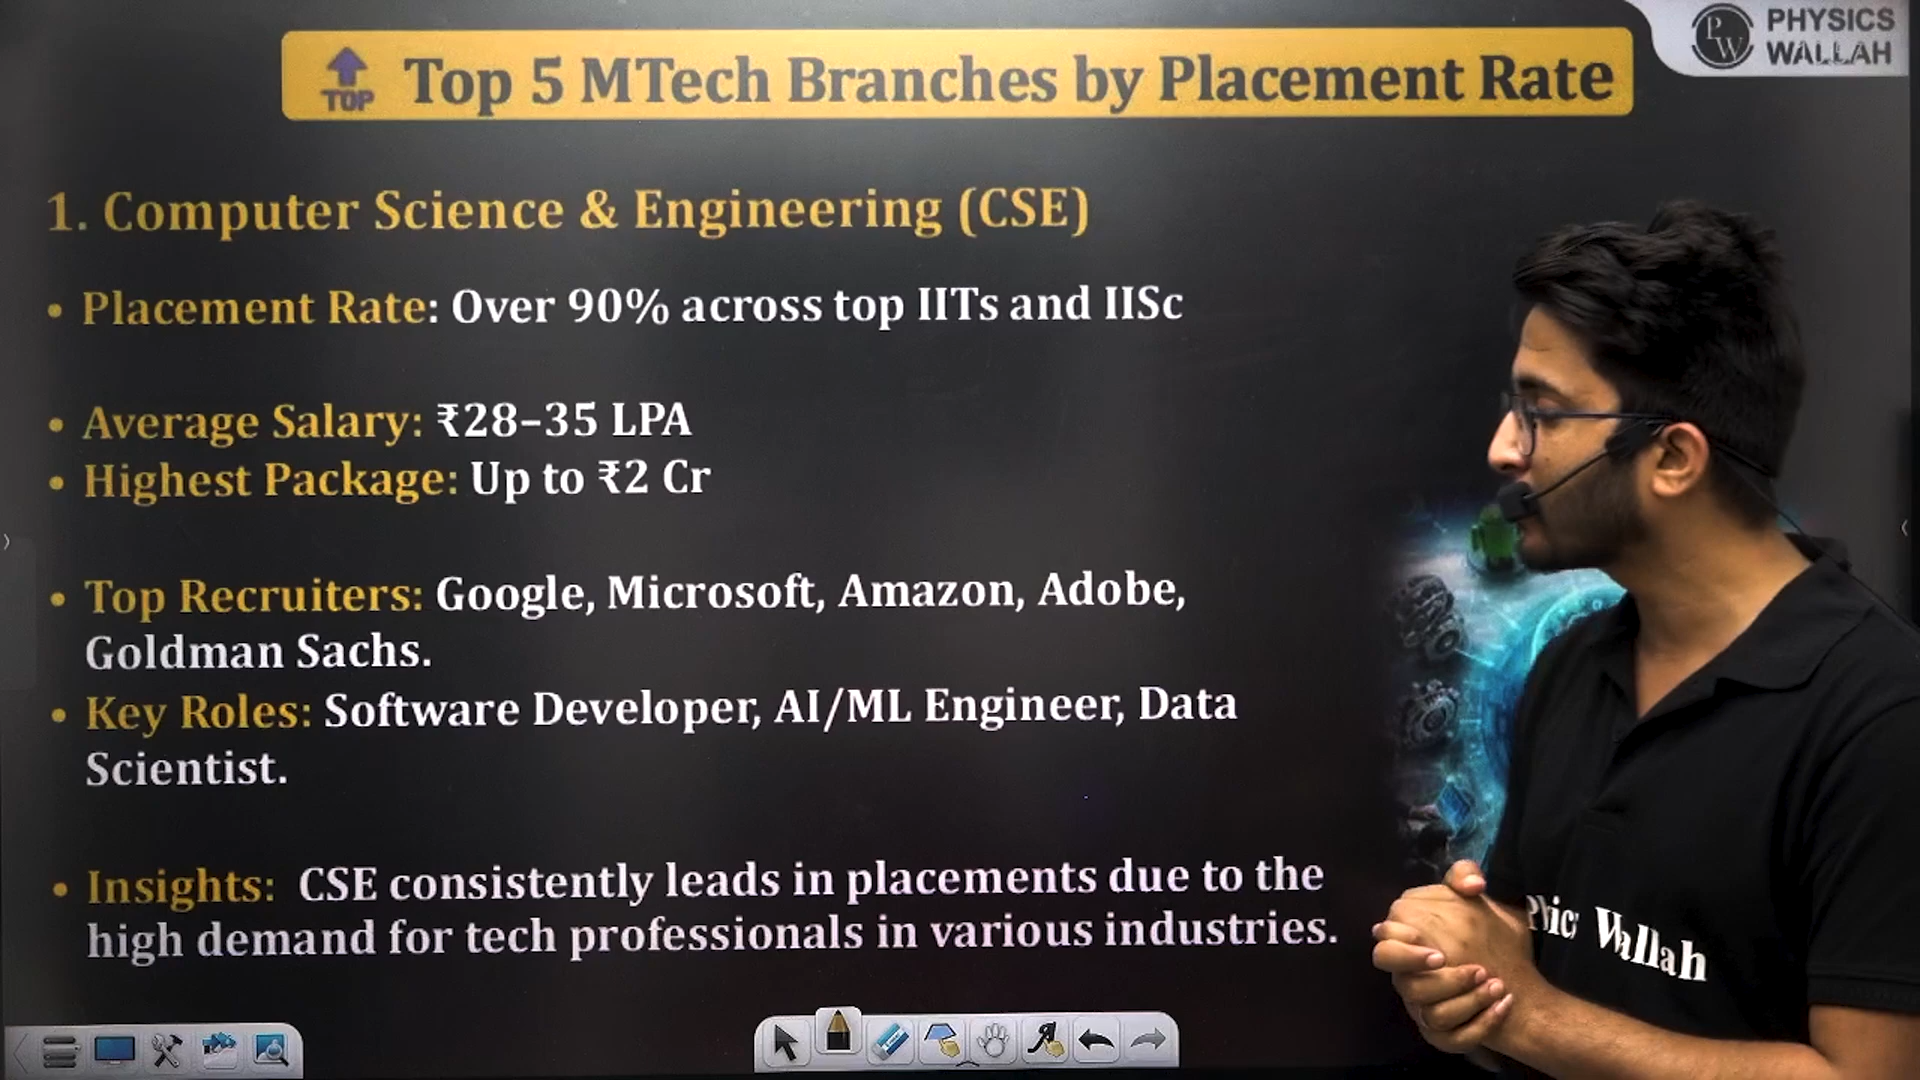 PHYSICS
WALLAH
PW
TOP
Top 5 MTech Branches by Placement Rate
1. Computer Science & Engineering (CSE)
• Placement Rate: Over 90% across top IITs and IISc
• Average Salary: ₹28–35 LPA
• Highest Package: Up to ₹2 Cr
• Top Recruiters: Google, Microsoft, Amazon, Adobe,
Goldman Sachs.
• Key Roles: Software Developer, AI/ML Engineer, Data
Scientist.
• Insights: CSE consistently leads in placements due to the
high demand for tech professionals in various industries.
Wallah